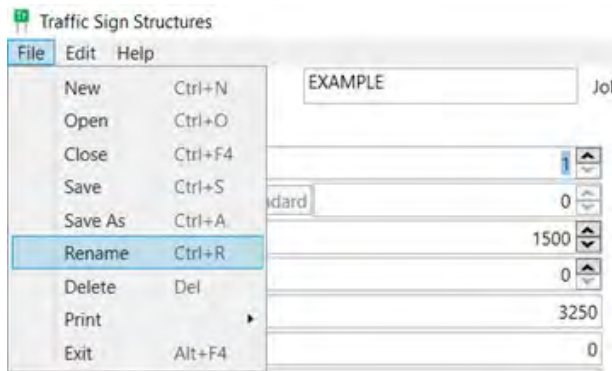 Traffic Sign Structures
File Edit Help
New Ctrl+N
EXAMPLE
Open Ctrl+O
Close Ctrl+F4
1
Save Ctrl+S
0
Save As Ctrl+A
1500
Rename Ctrl+R
0
Delete Del
3250
Print
Exit Alt+F4
0